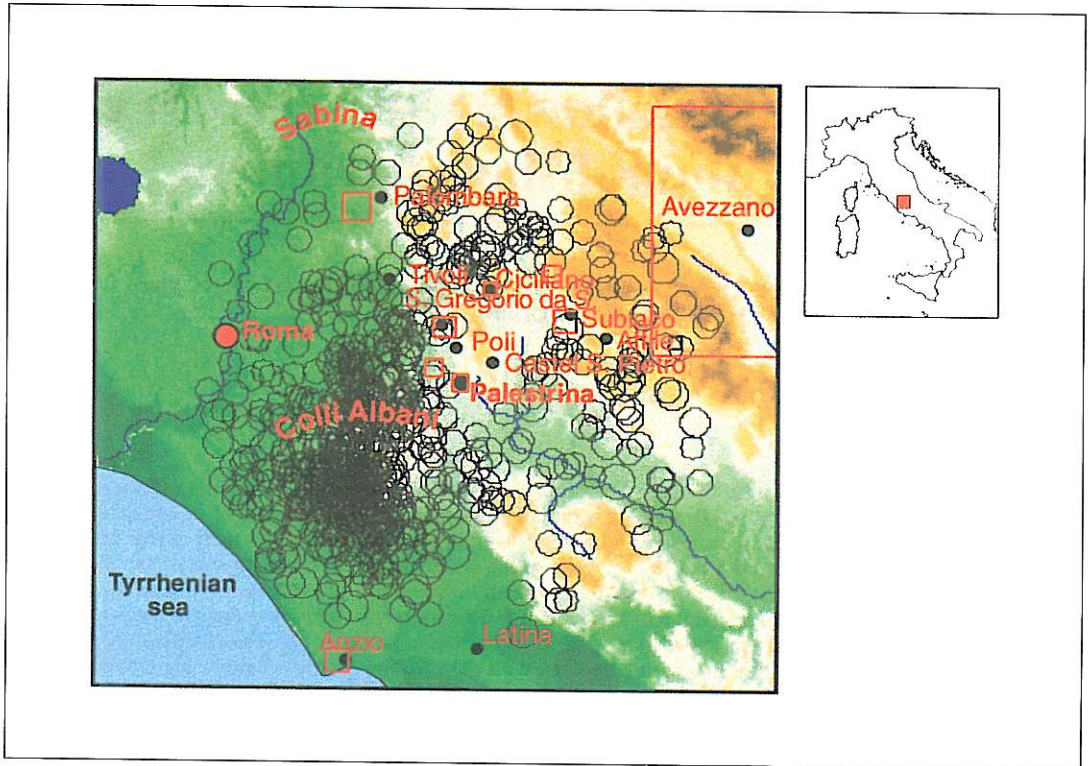 Sabina
Palombara
Avezzano
Tivoli
Ciciliano
S. Gregorio da S.
Subiaco
Roma
Poli
Castel S. Pietro
Palestrina
Colli Albani
Tyrrhenian
sea
Anzio
Latina